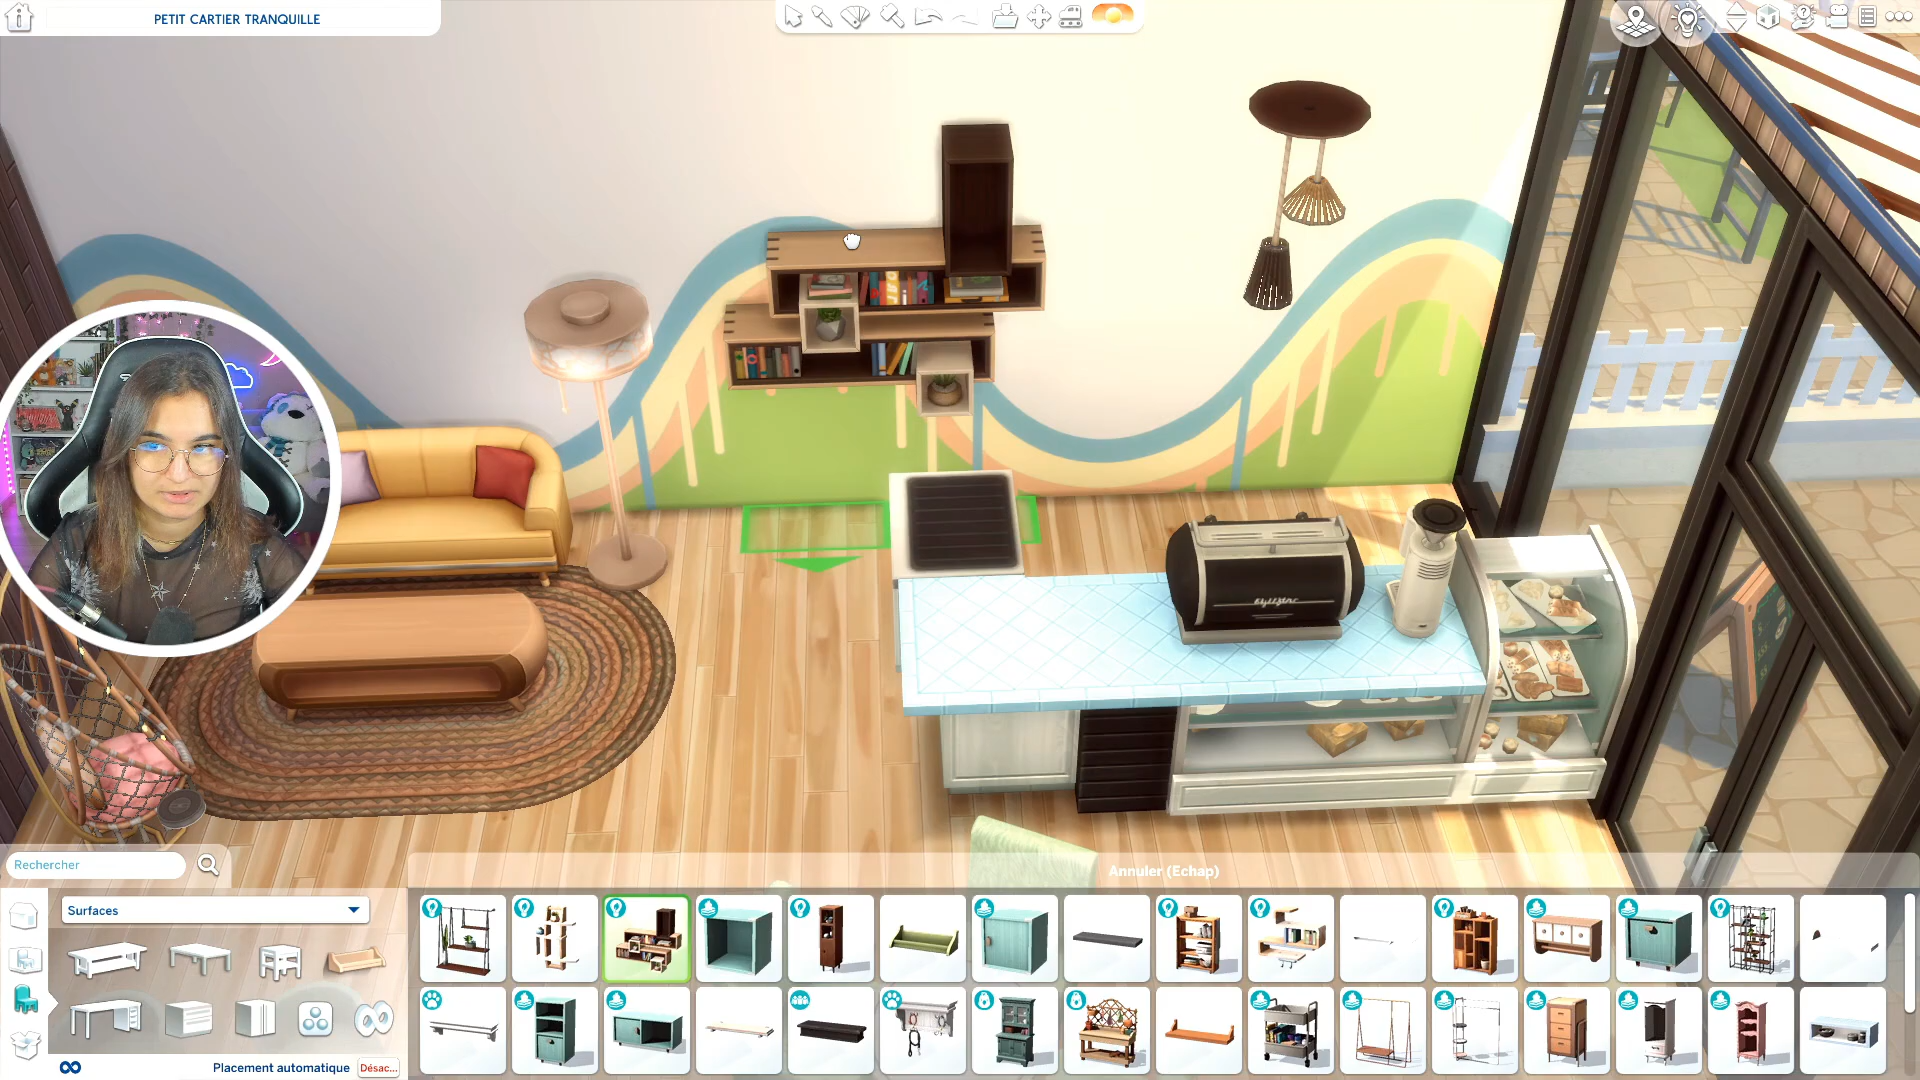 PETIT CARTIER TRANQUILLE
Annuler (Echap)
Rechercher
Surfaces
Placement automatique
Désac...